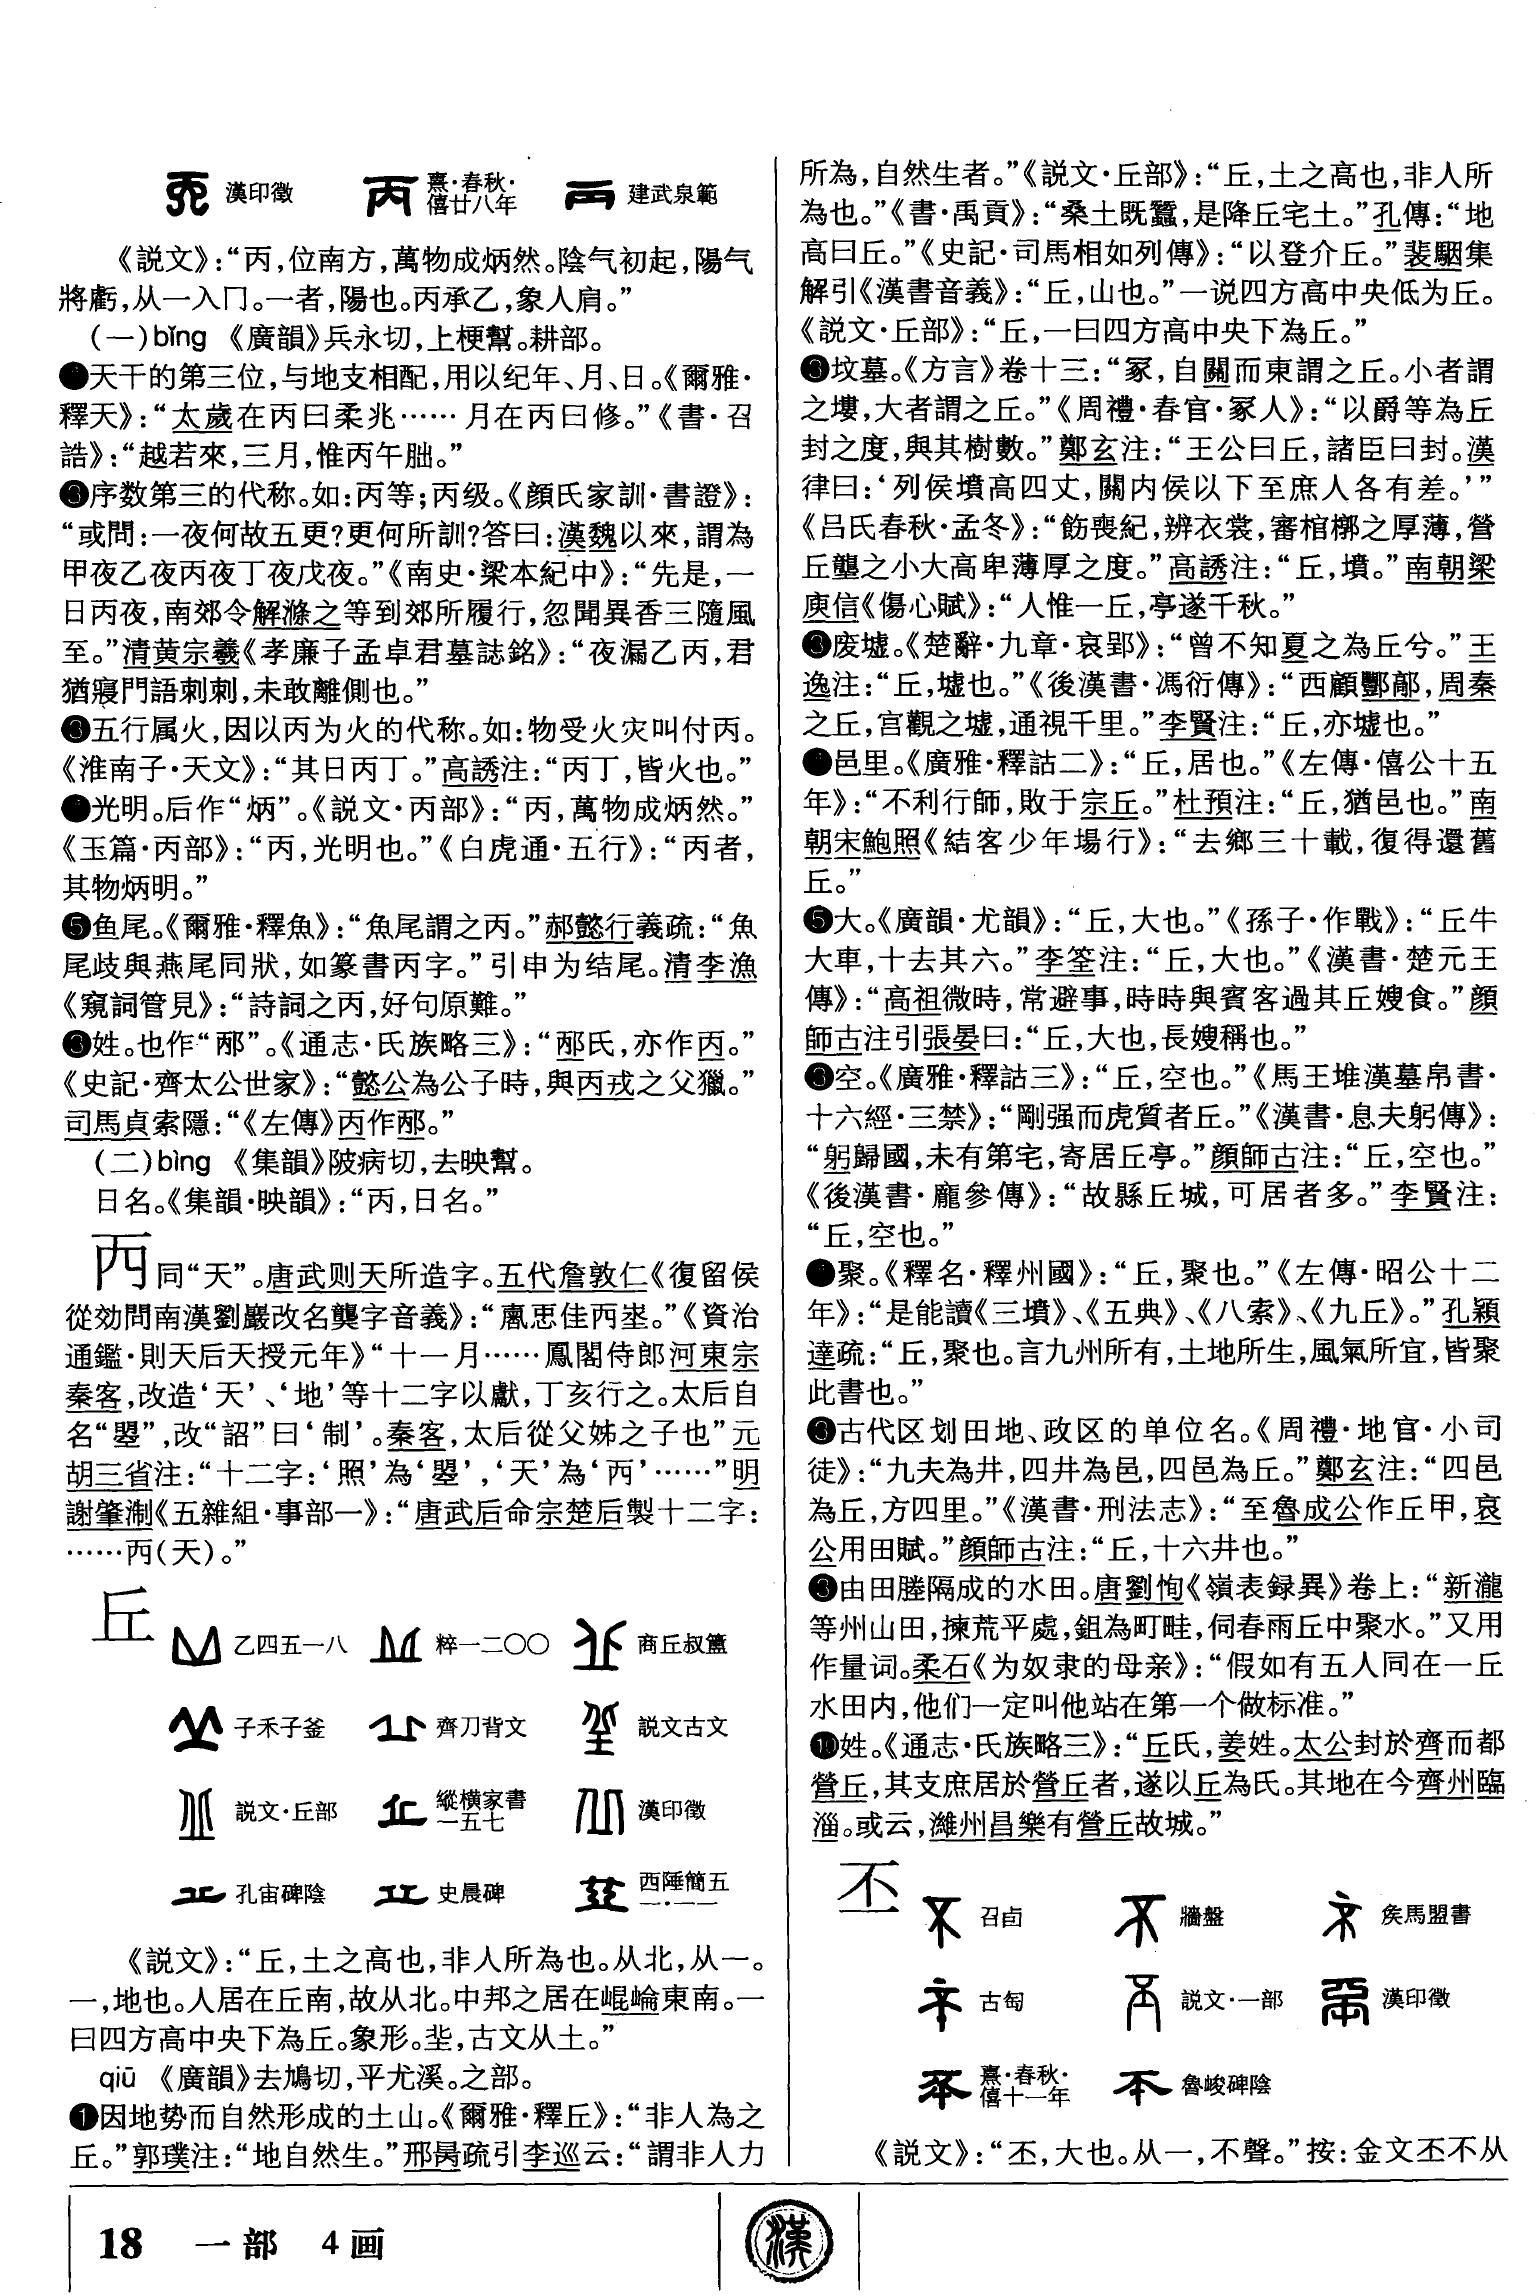 漢印徵 熹·春秋·僖廿八年 建武泉範
《説文》：“丙，位南方，萬物成炳然。陰气初起，陽气
將虧，从一入冂。一者，陽也。丙承乙，象人肩。”
（一）bǐng 《廣韻》兵永切，上梗幫。耕部。
天干的第三位，与地支相配，用以纪年、月、日。《爾雅·
釋天》：“太歲在丙曰柔兆……月在丙曰修。”《書·召
誥》：“越若來，三月，惟丙午朏。”
序数第三的代称。如：丙等；丙级。《顔氏家訓·書證》：
“或問：一夜何故五更？更何所訓？答曰：漢魏以來，謂為
甲夜乙夜丙夜丁夜戊夜。”《南史·梁本紀中》：“先是，一
日丙夜，南郊令解滌之等到郊所履行，忽聞異香三隨風
至。”清黄宗羲《孝廉子孟卓君墓誌銘》：“夜漏乙丙，君
猶寢門語刺刺，未敢離側也。”
❸五行属火，因以丙为火的代称。如：物受火灾叫付丙。
《淮南子·天文》：“其日丙丁。”高誘注：“丙丁，皆火也。”
光明。后作“炳”。《説文·丙部》：“丙，萬物成炳然。”
《玉篇·丙部》：“丙，光明也。”《白虎通·五行》：“丙者，
其物炳明。”
❺鱼尾。《爾雅·釋魚》：“魚尾謂之丙。”郝懿行義疏：“魚
尾歧與燕尾同狀，如篆書丙字。”引申为结尾。清李漁
《窺詞管見》：“詩詞之丙，好句原難。”
姓。也作“邴”。《通志·氏族略三》：“邴氏，亦作丙。”
《史記·齊太公世家》：“懿公為公子時，與丙戎之父獵。”
司馬貞索隱：“《左傳》丙作邴。”
（二）bìng 《集韻》陂病切，去映幫。
日名。《集韻·映韻》：“丙，日名。”
同“天”。唐武则天所造字。五代詹敦仁《復留侯
從効問南漢劉巖改名龑字音義》：“
《資治
通鑑·則天后天授元年》“十一月……鳳閣侍郎河東宗
秦客，改造‘天’、‘地’等十二字以獻，丁亥行之。太后自
名“曌”，改“詔”曰‘制’。秦客，太后從父姊之子也”元
胡三省注：“十二字：‘照’為‘曌’，‘天’為‘’……”明
謝肇淛《五雜組·事部一》：“唐武后命宗楚后製十二字：
……（天）。”
丘
乙四五一八 粹一二〇〇 商丘叔簠
子禾子釜 齊刀背文 説文古文
説文·丘部 縱横家書一五七 漢印徵
孔宙碑陰 史晨碑 西陲簡五一·一一
《説文》：“丘，土之高也，非人所為也。从北，从一。
一，地也。人居在丘南，故从北。中邦之居在崐崘東南。一
曰四方高中央下為丘。象形。坒，古文从土。”
qiū 《廣韻》去鳩切，平尤溪。之部。
❶因地势而自然形成的土山。《爾雅·釋丘》：“非人為之
丘。”郭璞注：“地自然生。”邢昺疏引李巡云：“謂非人力
所為，自然生者。”《説文·丘部》：“丘，土之高也，非人所
為也。”《書·禹貢》：“桑土既蠶，是降丘宅土。”孔傳：“地
高曰丘。”《史記·司馬相如列傳》：“以登介丘。”裴駰集
解引《漢書音義》：“丘，山也。”一说四方高中央低为丘。
《説文·丘部》：“丘，一曰四方高中央下為丘。”
坟墓。《方言》卷十三：“冢，自關而東謂之丘。小者謂
之塿，大者謂之丘。”《周禮·春官·冢人》：“以爵等為丘
封之度，與其樹數。”鄭玄注：“王公曰丘，諸臣曰封。漢
律曰：‘列侯墳高四丈，關内侯以下至庶人各有差。’”
《吕氏春秋·孟冬》：“飭喪紀，辨衣裳，審棺槨之厚薄，營
丘壟之小大高卑薄厚之度。”高誘注：“丘，墳。”南朝梁
庾信《傷心賦》：“人惟一丘，亭遂千秋。”
❸废墟。《楚辭·九章·哀郢》：“曾不知夏之為丘兮。”王
逸注：“丘，墟也。”《後漢書·馮衍傳》：“西顧酆鄗，周秦
之丘，宫觀之墟，通視千里。”李賢注：“丘，亦墟也。”
邑里。《廣雅·釋詁二》：“丘，居也。”《左傳·僖公十五
年》：“不利行師，敗于宗丘。”杜預注：“丘，猶邑也。”南
朝宋鮑照《結客少年場行》：“去鄉三十載，復得還舊
丘。”
❺大。《廣韻·尤韻》：“丘，大也。”《孫子·作戰》：“丘牛
大車，十去其六。”李筌注：“丘，大也。”《漢書·楚元王
傳》：“高祖微時，常避事，時時與賓客過其丘嫂食。”顔
師古注引張晏曰：“丘，大也，長嫂稱也。”
空。《廣雅·釋詁三》：“丘，空也。”《馬王堆漢墓帛書·
十六經·三禁》：“剛强而虎質者丘。”《漢書·息夫躬傳》：
“躬歸國，未有第宅，寄居丘亭。”顔師古注：“丘，空也。”
《後漢書·龐參傳》：“故縣丘城，可居者多。”李賢注：
“丘，空也。”
聚。《釋名·釋州國》：“丘，聚也。”《左傳·昭公十二
年》：“是能讀《三墳》、《五典》、《八索》、《九丘》。”孔穎
達疏：“丘，聚也。言九州所有，土地所生，風氣所宜，皆聚
此書也。”
古代区划田地、政区的单位名。《周禮·地官·小司
徒》：“九夫為井，四井為邑，四邑為丘。”鄭玄注：“四邑
為丘，方四里。”《漢書·刑法志》：“至魯成公作丘甲，哀
公用田賦。”顔師古注：“丘，十六井也。”
由田塍隔成的水田。唐劉恂《嶺表録異》卷上：“新瀧
等州山田，揀荒平處，鉏為町畦，伺春雨丘中聚水。”又用
作量词。柔石《为奴隶的母亲》：“假如有五人同在一丘
水田内，他们一定叫他站在第一个做标准。”
❿姓。《通志·氏族略三》：“丘氏，姜姓。太公封於齊而都
營丘，其支庶居於營丘者，遂以丘為氏。其地在今齊州臨
淄。或云，濰州昌樂有營丘故城。”
丕
召卣 牆盤 矦馬盟書
古匋 説文·一部 漢印徵
熹·春秋·僖十一年 魯峻碑陰
《説文》：“丕，大也。从一，不聲。”按：金文丕不从
18 一部 4画
漢